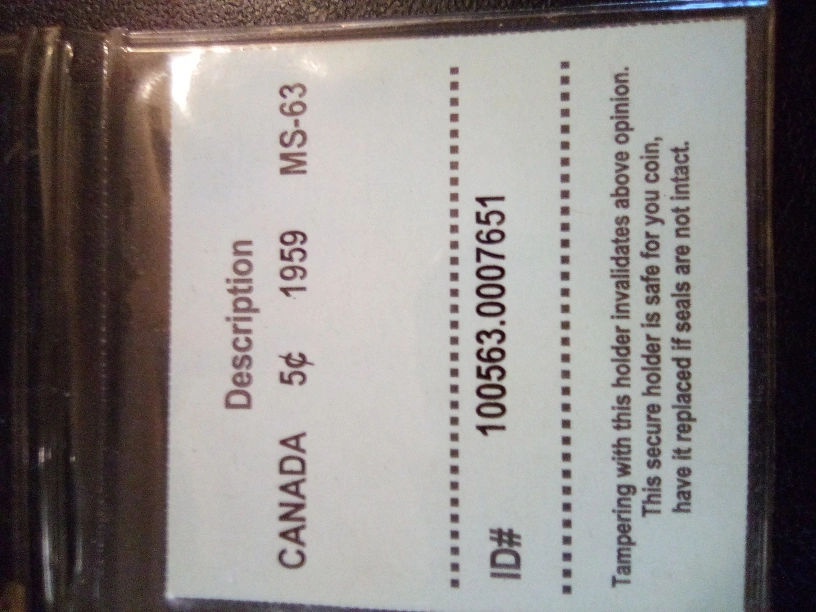 Description
CANADA 5¢ 1959 MS-63
ID# 100563.0007651
Tampering with this holder invalidates above opinion.
This secure holder is safe for you coin,
have it replaced if seals are not intact.